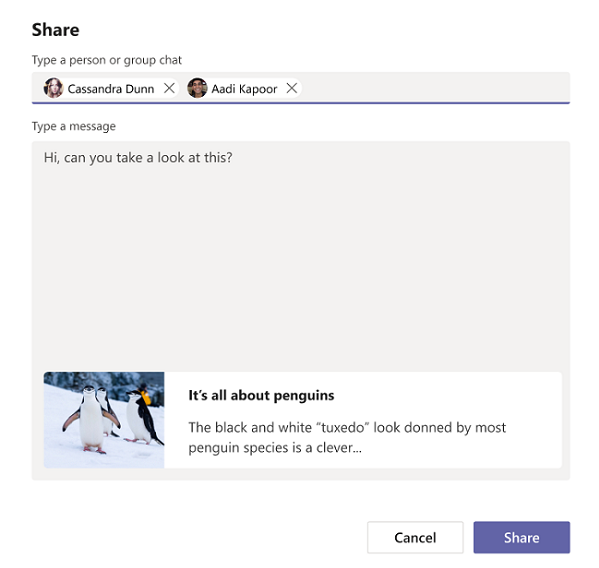 Share
Type a person or group chat
Cassandra Dunn Aadi Kapoor
Type a message
Hi, can you take a look at this?
It's all about penguins
The black and white “tuxedo” look donned by most
penguin species is a clever...
Cancel Share